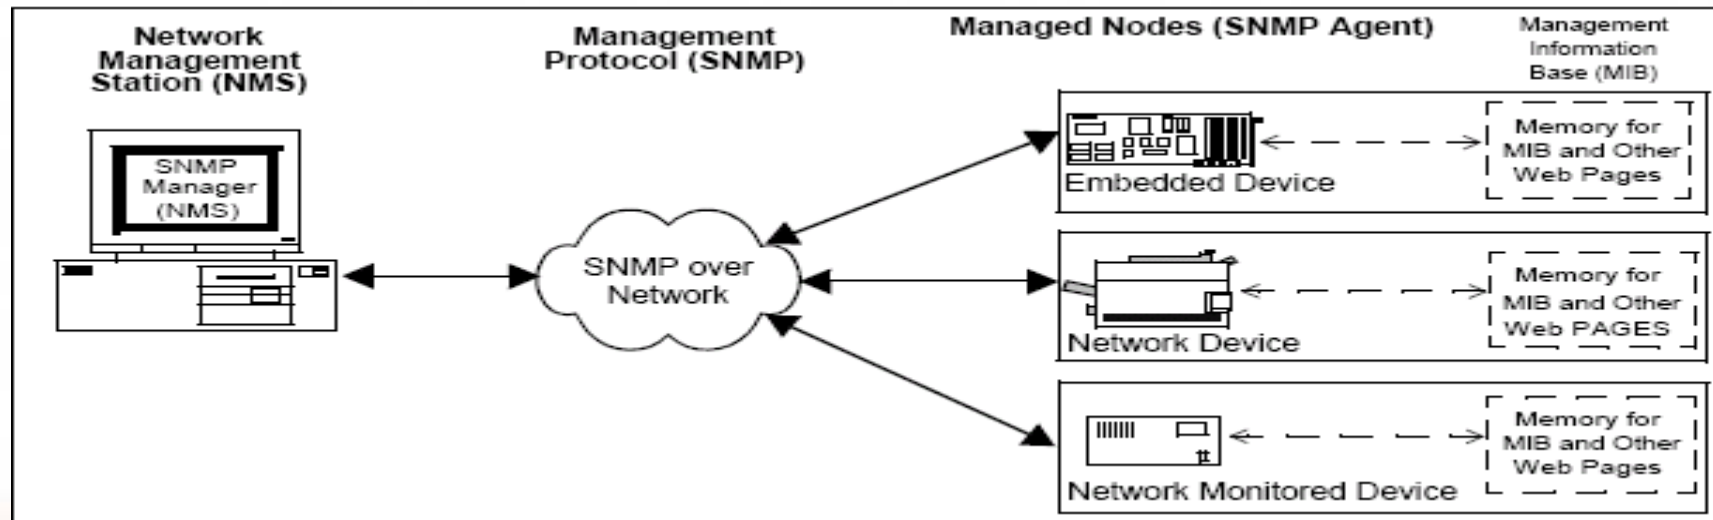 Network
Management
Station (NMS)
Management
Protocol (SNMP)
Managed Nodes (SNMP Agent)
Management
Information
Base (MIB)
SNMP
Manager
(NMS)
SNMP over
Network
Embedded Device
Memory for
MIB and Other
Web Pages
Network Device
Memory for
MIB and Other
Web PAGES
Network Monitored Device
Memory for
MIB and Other
Web Pages